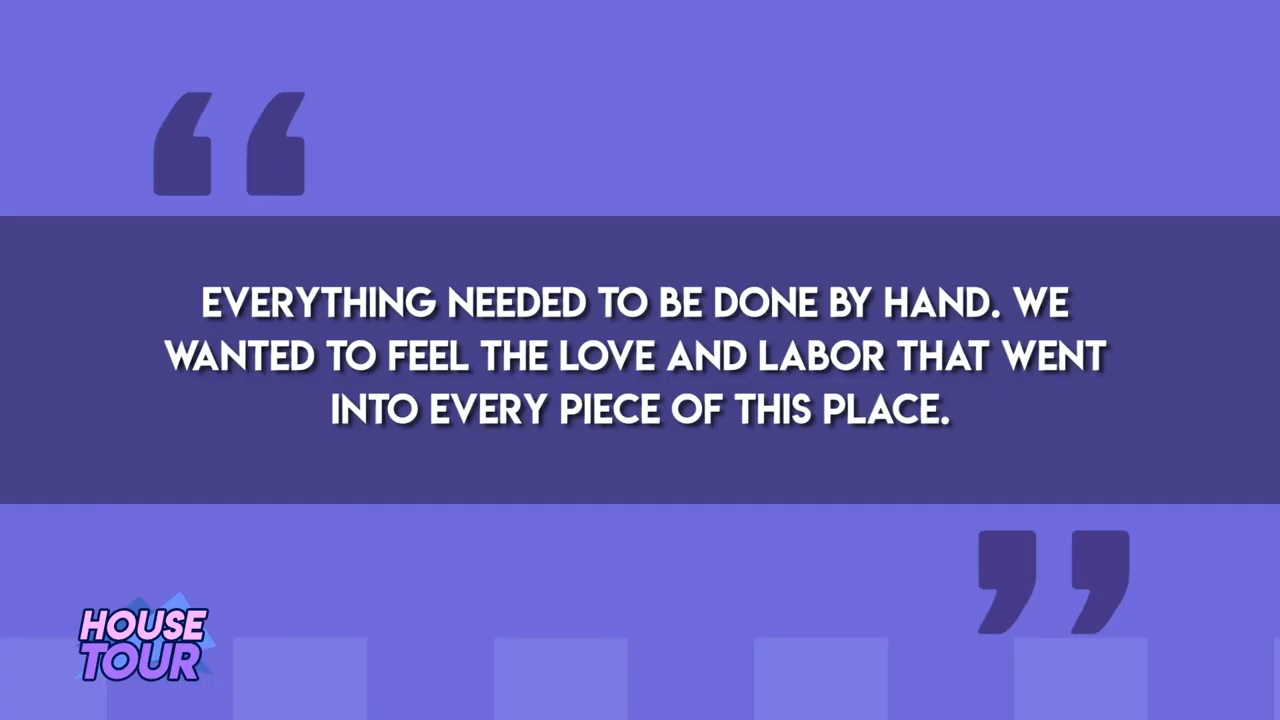 EVERYTHING NEEDED TO BE DONE BY HAND. WE
WANTED TO FEEL THE LOVE AND LABOR THAT WENT
INTO EVERY PIECE OF THIS PLACE.
HOUSE
TOUR